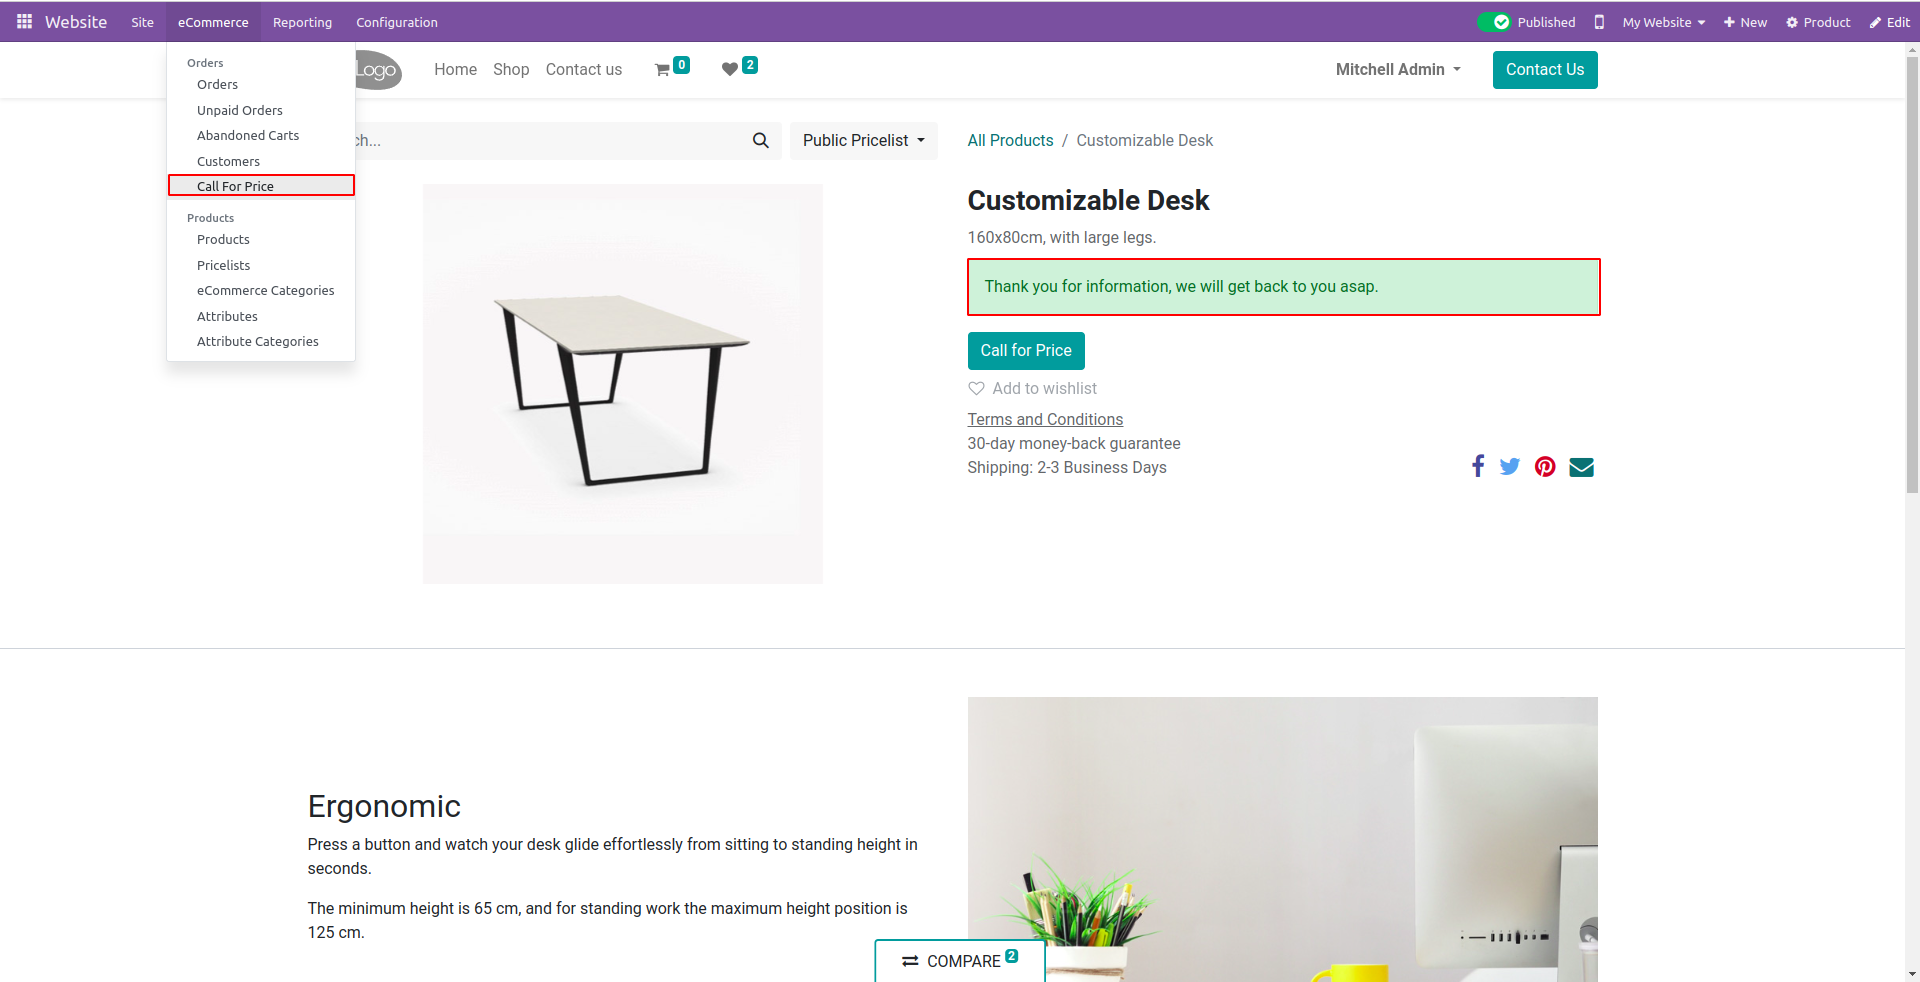 Website Site eCommerce Reporting Configuration Published My Website New Product Edit
Orders
Orders
Unpaid Orders
Abandoned Carts
Customers
Call For Price
Products
Products
Pricelists
eCommerce Categories
Attributes
Attribute Categories
Logo Home Shop Contact us 0 2 Mitchell Admin Contact Us
ch... Public Pricelist All Products / Customizable Desk
Customizable Desk
160x80cm, with large legs.
Thank you for information, we will get back to you asap.
Call for Price
Add to wishlist
Terms and Conditions
30-day money-back guarantee
Shipping: 2-3 Business Days
Ergonomic
Press a button and watch your desk glide effortlessly from sitting to standing height in
seconds.
The minimum height is 65 cm, and for standing work the maximum height position is
125 cm.
COMPARE 2